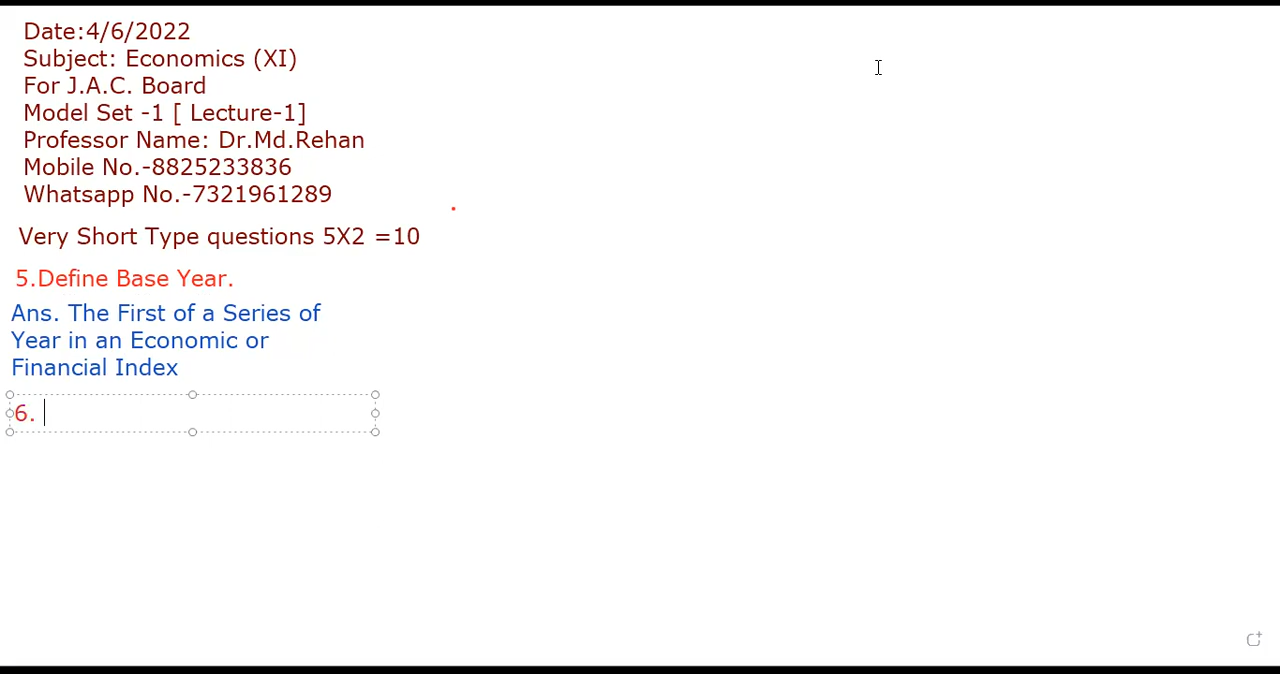 Date:4/6/2022
Subject: Economics (XI)
For J.A.C. Board
Model Set -1 [ Lecture-1]
Professor Name: Dr.Md.Rehan
Mobile No.-8825233836
Whatsapp No.-7321961289
Very Short Type questions 5X2 =10
5.Define Base Year.
Ans. The First of a Series of
Year in an Economic or
Financial Index
6.